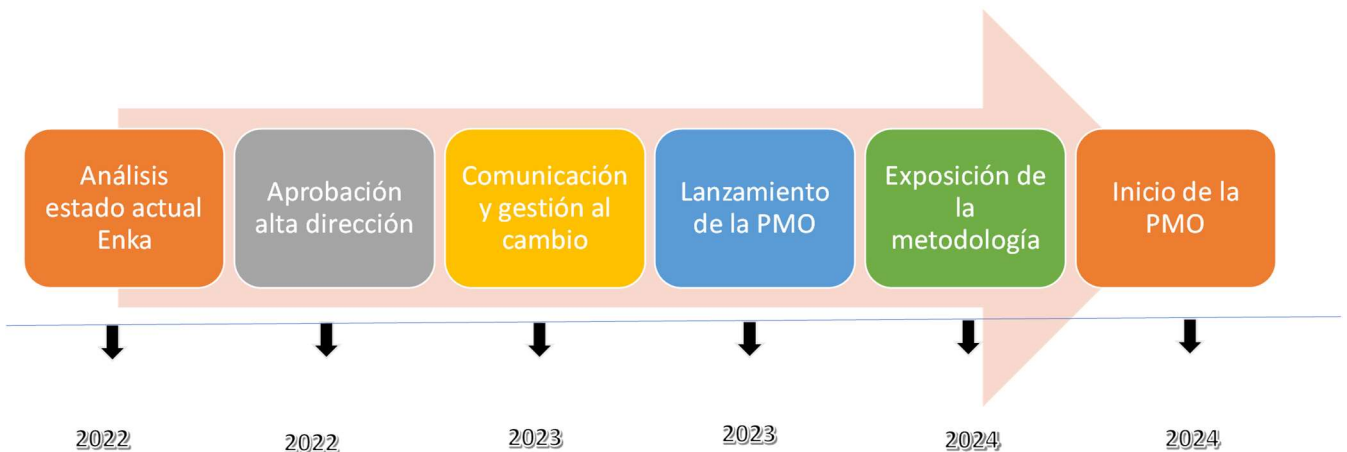 Análisis
estado actual
Enka
Aprobación
alta dirección
Comunicación
y gestión al
cambio
Lanzamiento
de la PMO
Exposición de
la
metodología
Inicio de la
PMO
2022
2022
2023
2023
2024
2024